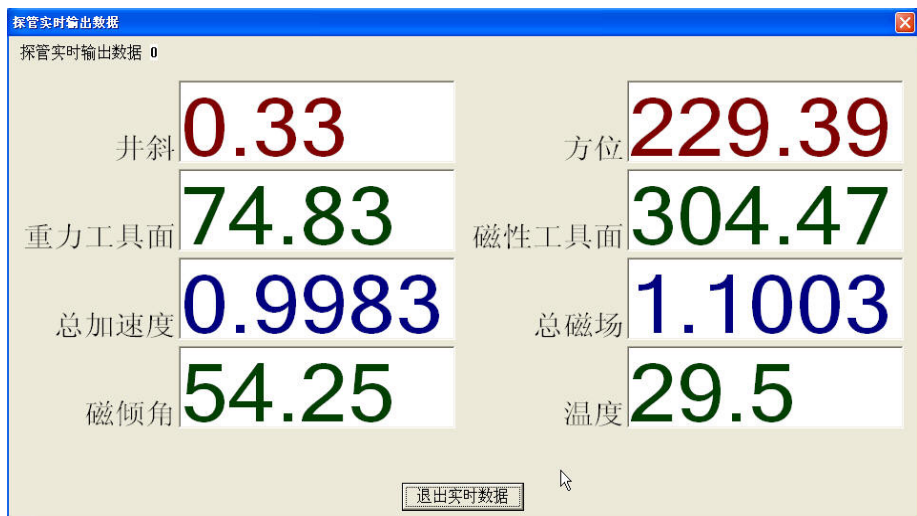 探管实时输出数据
探管实时输出数据 0
井斜 0.33 方位 229.39
重力工具面 74.83 磁性工具面 304.47
总加速度 0.9983 总磁场 1.1003
磁倾角 54.25 温度 29.5
退出实时数据